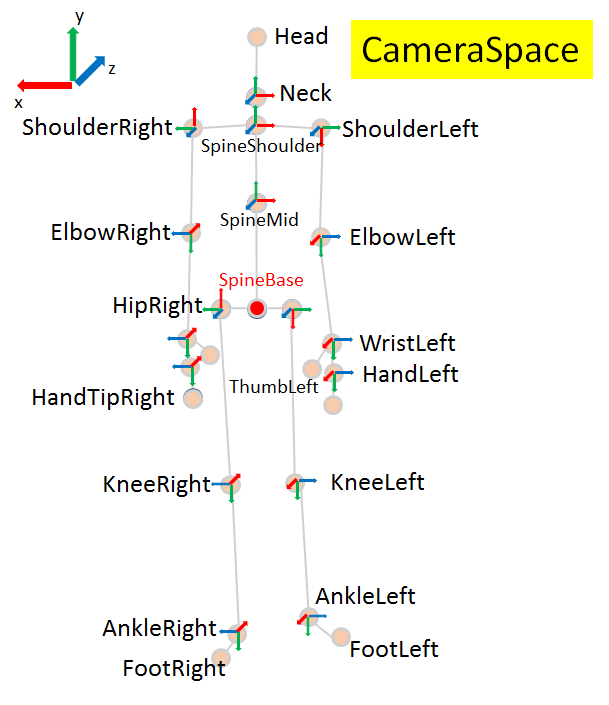 y
z
x
CameraSpace
Head
Neck
ShoulderRight
ShoulderLeft
SpineShoulder
SpineMid
ElbowRight
ElbowLeft
SpineBase
HipRight
WristLeft
ThumbLeft
HandLeft
HandTipRight
KneeRight
KneeLeft
AnkleLeft
AnkleRight
FootLeft
FootRight